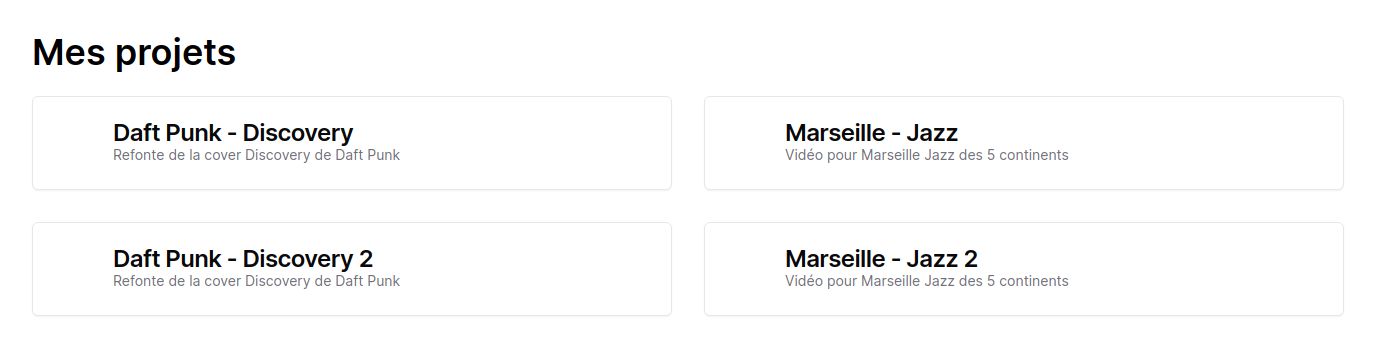 Mes projets
Daft Punk - Discovery
Refonte de la cover Discovery de Daft Punk
Marseille - Jazz
Vidéo pour Marseille Jazz des 5 continents
Daft Punk - Discovery 2
Refonte de la cover Discovery de Daft Punk
Marseille - Jazz 2
Vidéo pour Marseille Jazz des 5 continents